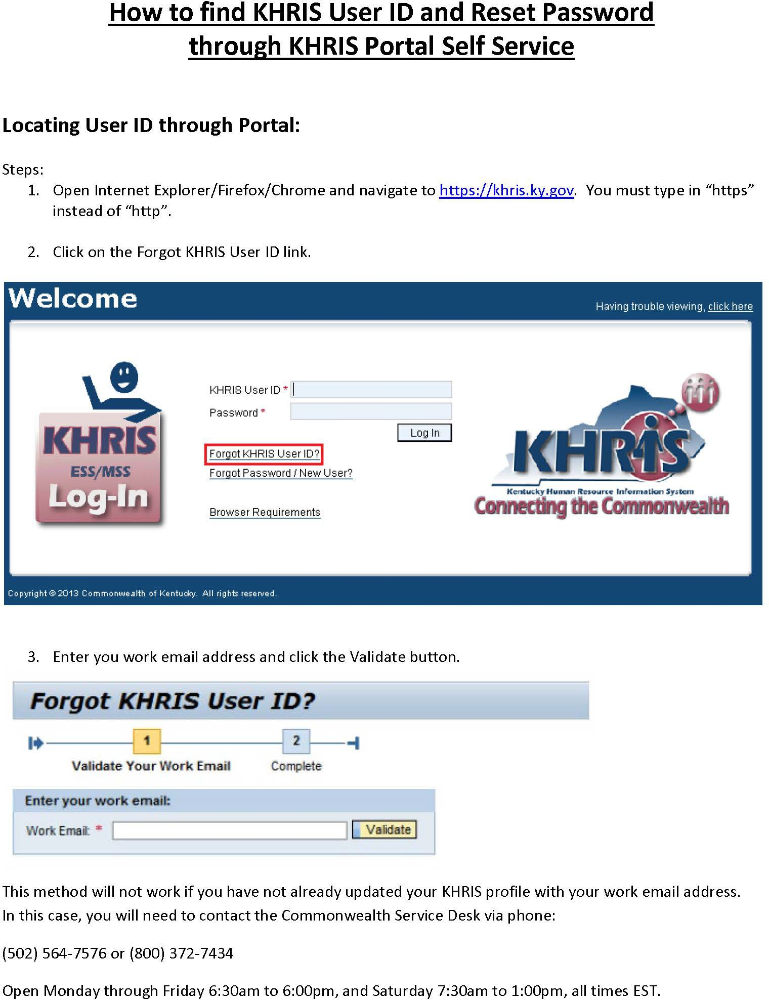 How to find KHRIS User ID and Reset Password
through KHRIS Portal Self Service
Locating User ID through Portal:
Steps:
1. Open Internet Explorer/Firefox/Chrome and navigate to https://khris.ky.gov. You must type in “https”
instead of “http”.
2. Click on the Forgot KHRIS User ID link.
Welcome
Having trouble viewing, click here
KHRIS
ESS/MSS
Log-In
KHRIS User ID *
Password *
Log In
Forgot KHRIS User ID?
Forgot Password / New User?
Browser Requirements
KHRIS
Kentucky Human Resource Information System
Connecting the Commonwealth
Copyright © 2013 Commonwealth of Kentucky. All rights reserved.
3. Enter you work email address and click the Validate button.
Forgot KHRIS User ID?
1
2
Validate Your Work Email
Complete
Enter your work email:
Work Email: *
Validate
This method will not work if you have not already updated your KHRIS profile with your work email address.
In this case, you will need to contact the Commonwealth Service Desk via phone:
(502) 564-7576 or (800) 372-7434
Open Monday through Friday 6:30am to 6:00pm, and Saturday 7:30am to 1:00pm, all times EST.